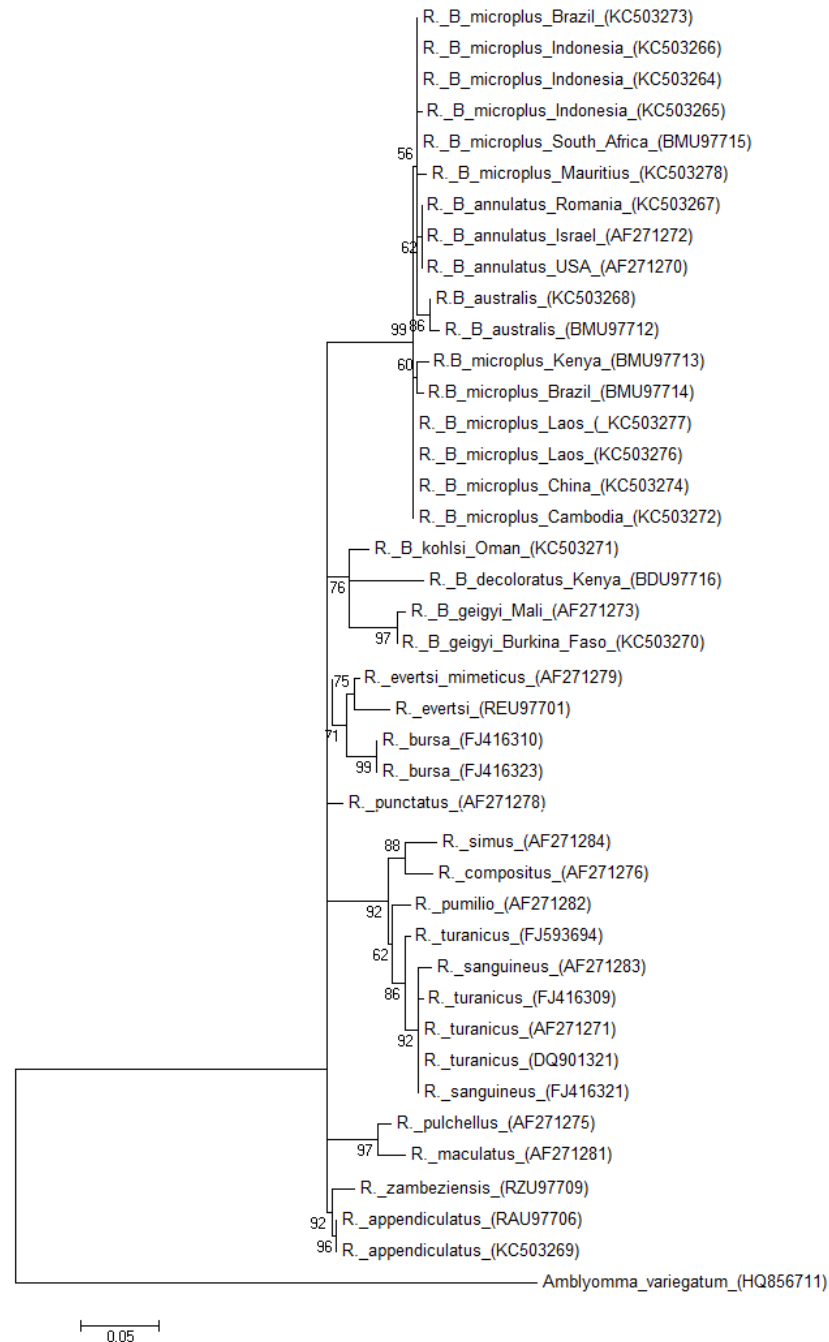 R._B_microplus_Brazil_(KC503273)
R._B_microplus_Indonesia_(KC503266)
R._B_microplus_Indonesia_(KC503264)
R._B_microplus_Indonesia_(KC503265)
R._B_microplus_South_Africa_(BMU97715)
56
R._B_microplus_Mauritius_(KC503278)
R._B_annulatus_Romania_(KC503267)
R._B_annulatus_Israel_(AF271272)
62
R._B_annulatus_USA_(AF271270)
R.B_australis_(KC503268)
99 86
R._B_australis_(BMU97712)
R.B_microplus_Kenya_(BMU97713)
60
R.B_microplus_Brazil_(BMU97714)
R._B_microplus_Laos_(_KC503277)
R._B_microplus_Laos_(KC503276)
R._B_microplus_China_(KC503274)
R._B_microplus_Cambodia_(KC503272)
R._B_kohlsi_Oman_(KC503271)
R._B_decoloratus_Kenya_(BDU97716)
76
R._B_geigyi_Mali_(AF271273)
97
R._B_geigyi_Burkina_Faso_(KC503270)
R._evertsi_mimeticus_(AF271279)
75
R._evertsi_(REU97701)
71
R._bursa_(FJ416310)
99
R._bursa_(FJ416323)
R._punctatus_(AF271278)
R._simus_(AF271284)
88
R._compositus_(AF271276)
R._pumilio_(AF271282)
92
R._turanicus_(FJ593694)
62
R._sanguineus_(AF271283)
86
R._turanicus_(FJ416309)
R._turanicus_(AF271271)
92
R._turanicus_(DQ901321)
R._sanguineus_(FJ416321)
R._pulchellus_(AF271275)
97
R._maculatus_(AF271281)
R._zambeziensis_(RZU97709)
92
R._appendiculatus_(RAU97706)
96
R._appendiculatus_(KC503269)
Amblyomma_variegatum_(HQ856711)
0.05